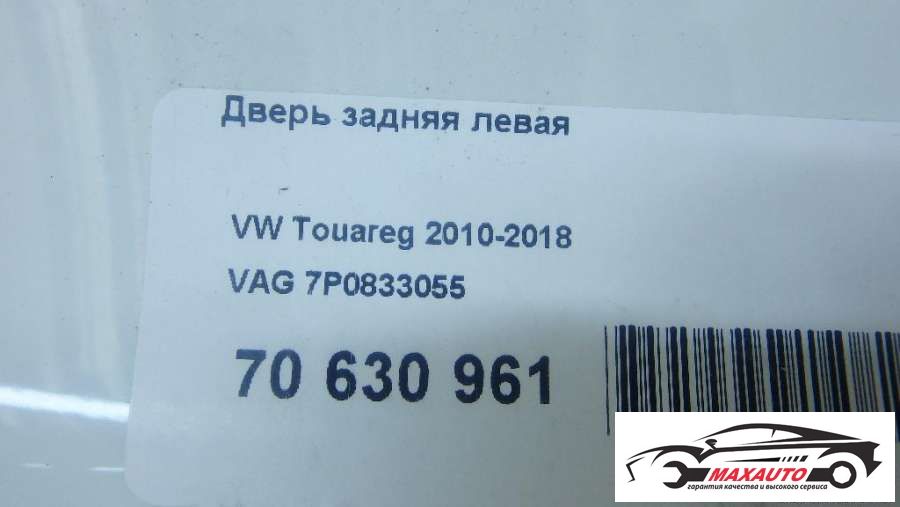 Дверь задняя левая
VW Touareg 2010-2018
VAG 7P0833055
70 630 961
MAXAUTO
гарантия качества и высокого сервиса